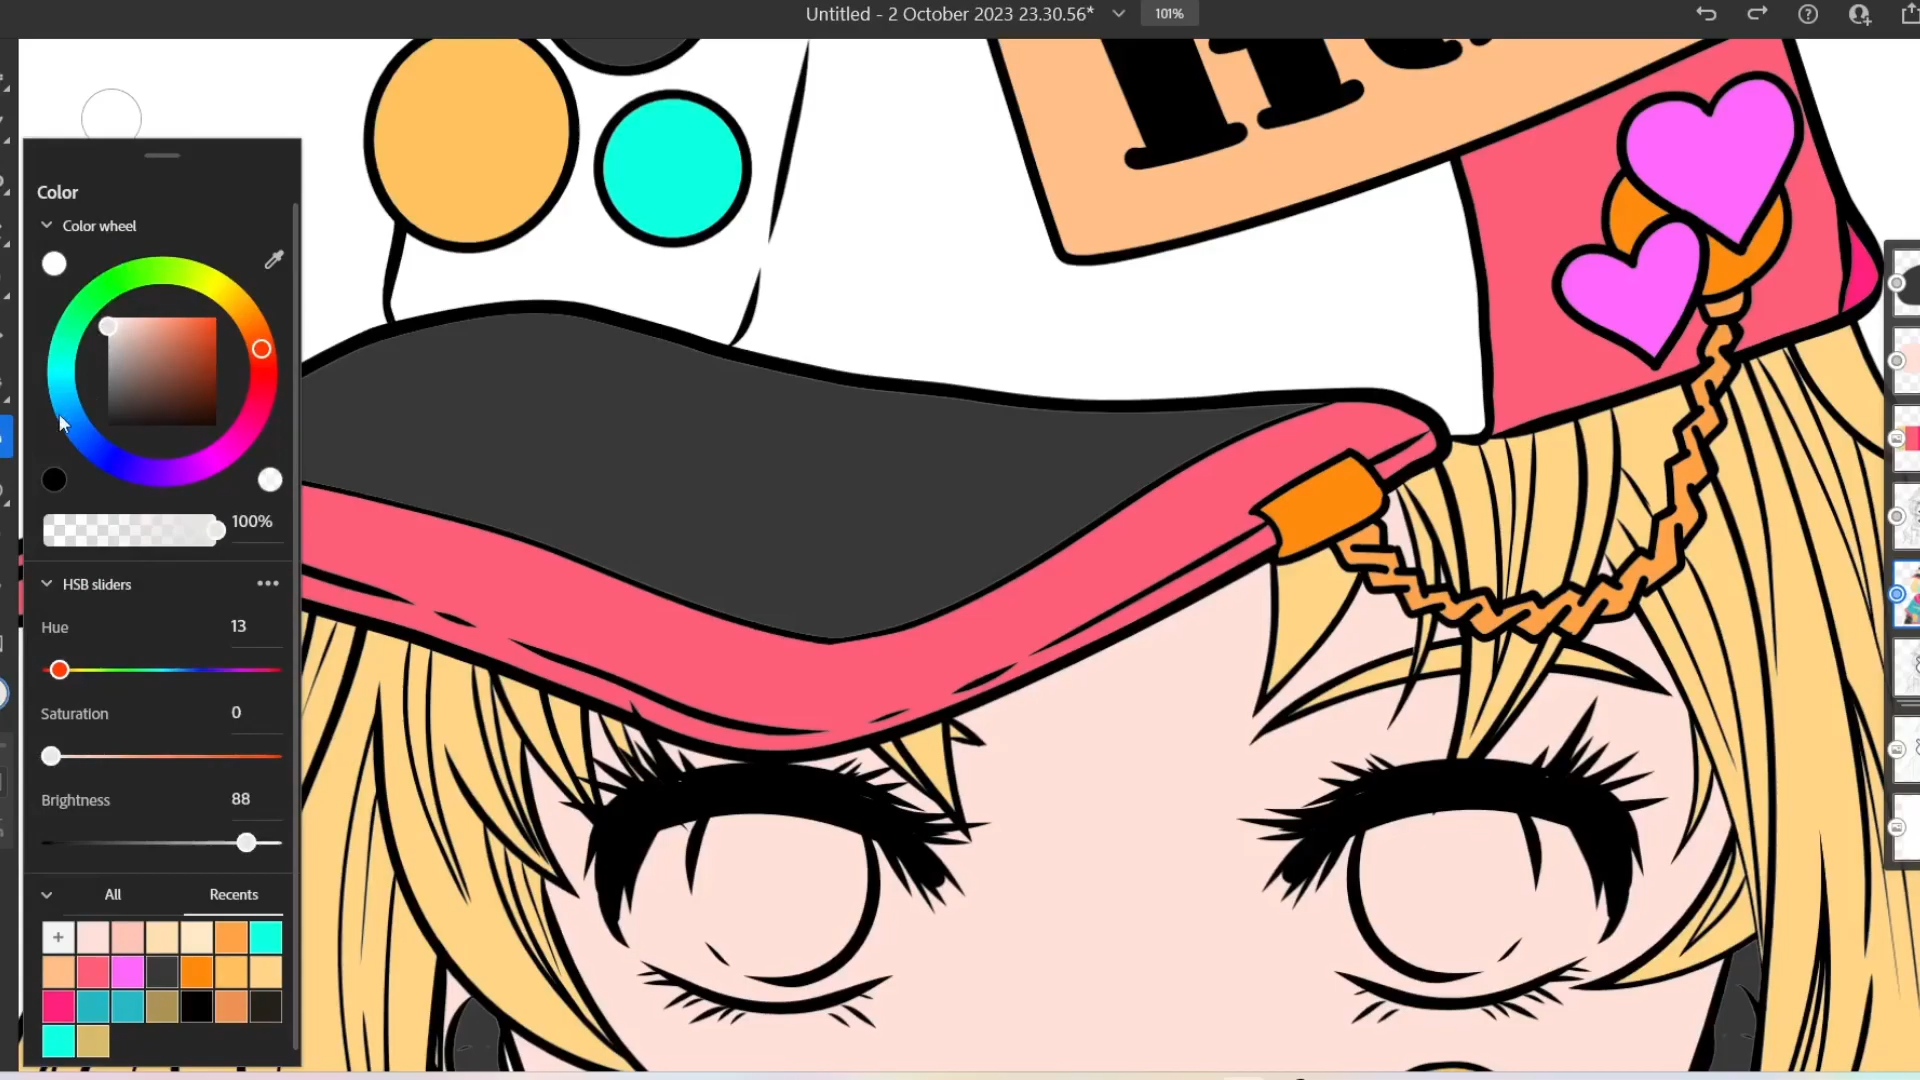 Untitled - 2 October 2023 23.30.56*
101%
Color
Color wheel
100%
HSB sliders
Hue
13
Saturation
0
Brightness
88
All
Recents